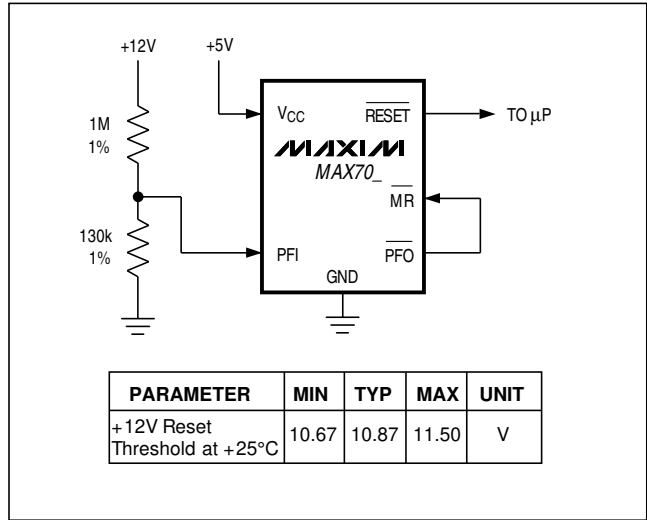 +12V
+5V
1M
1%
130k
1%
VCC
RESET
MAXIM
MAX70_
MR
PFI
PFO
GND
TO μP
PARAMETER MIN TYP MAX UNIT
+12V Reset
Threshold at +25°C 10.67 10.87 11.50 V